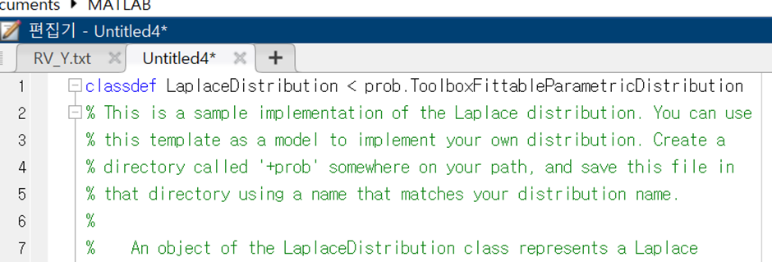 cuments ▸ MATLAB
편집기 - Untitled4*
RV_Y.txt × Untitled4* × +
1 classdef LaplaceDistribution < prob.ToolboxFittableParametricDistribution
2 % This is a sample implementation of the Laplace distribution. You can use
3 % this template as a model to implement your own distribution. Create a
4 % directory called '+prob' somewhere on your path, and save this file in
5 % that directory using a name that matches your distribution name.
6 %
7 % An object of the LaplaceDistribution class represents a Laplace